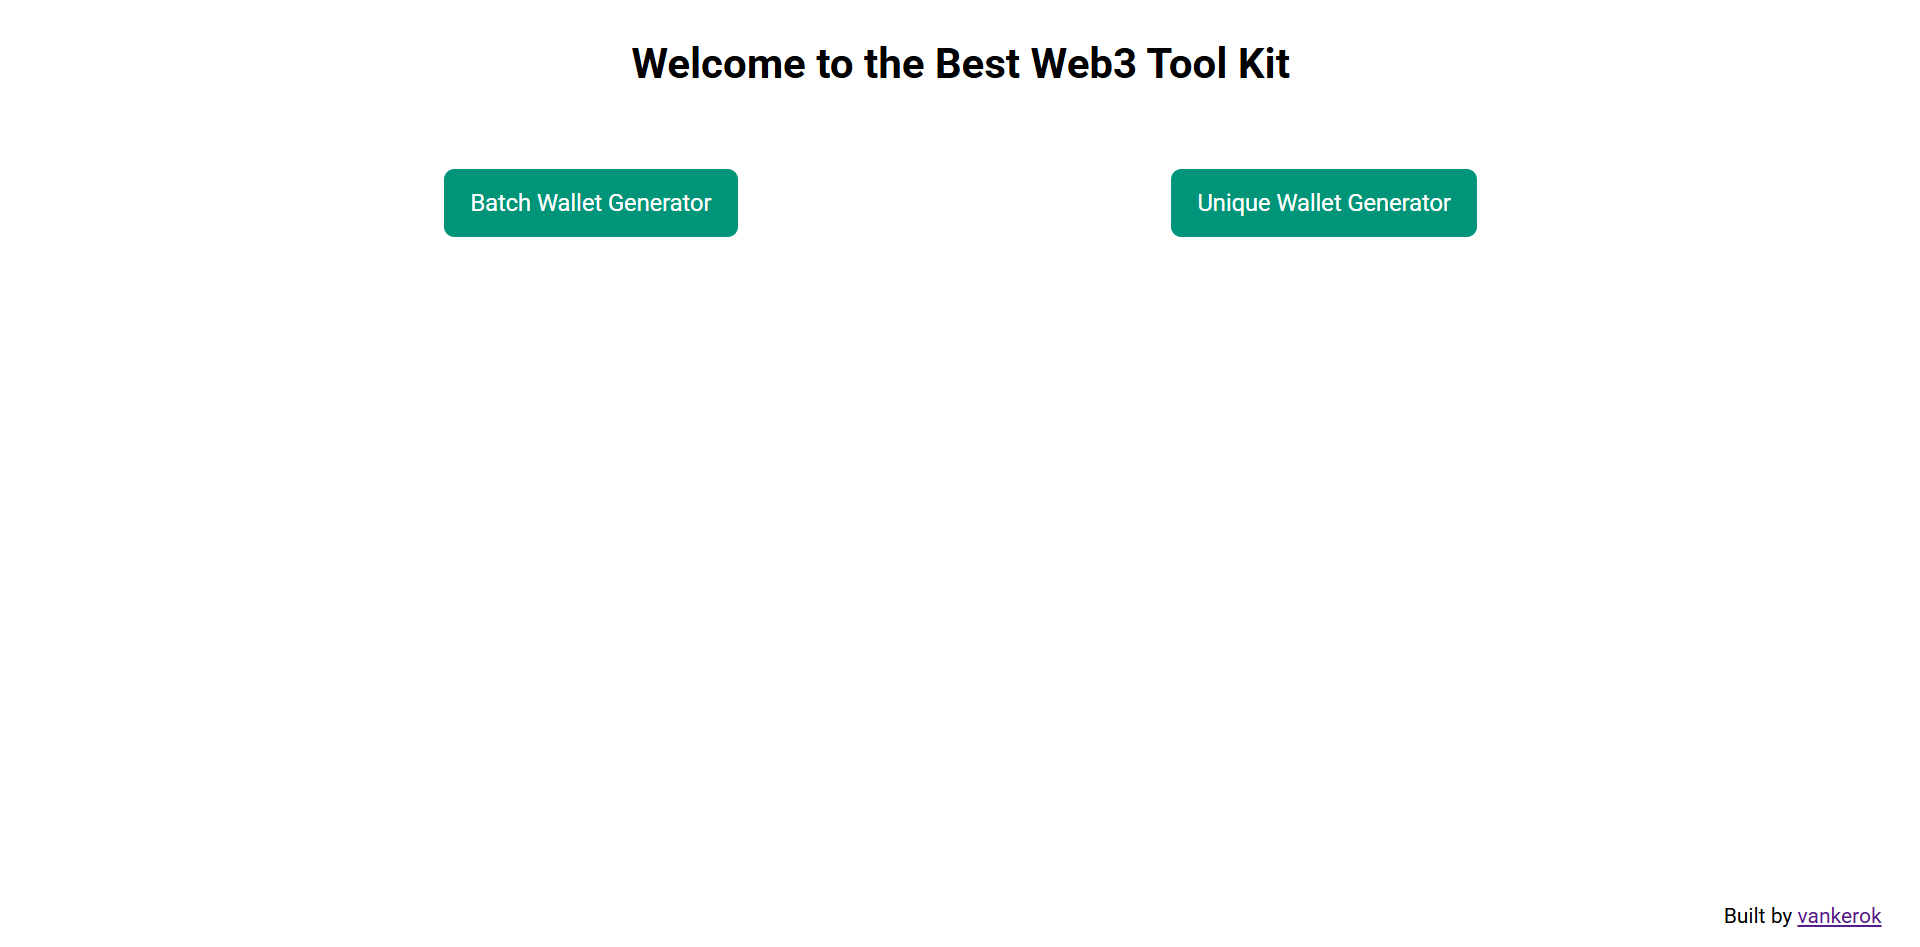 Welcome to the Best Web3 Tool Kit
Batch Wallet Generator
Unique Wallet Generator
Built by vankerok